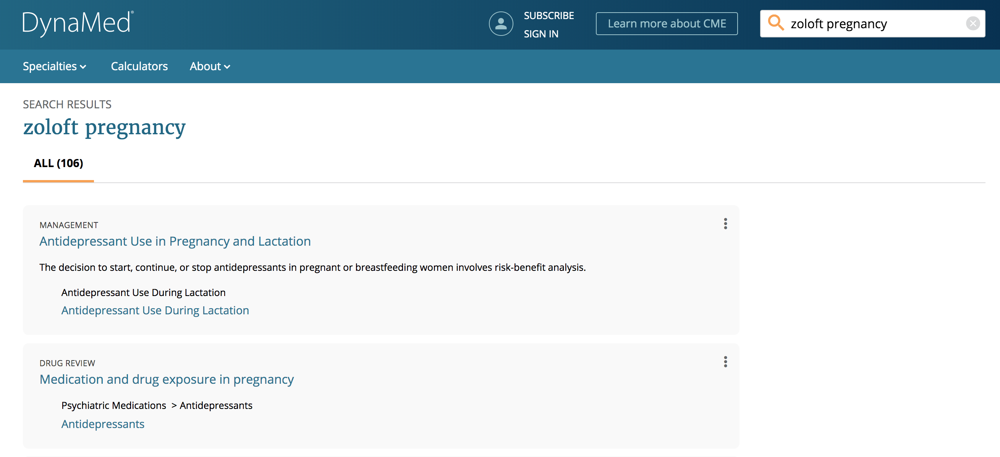 DynaMed®
SUBSCRIBE
SIGN IN
Learn more about CME
zoloft pregnancy
Specialties
Calculators
About
SEARCH RESULTS
zoloft pregnancy
ALL (106)
MANAGEMENT
Antidepressant Use in Pregnancy and Lactation
The decision to start, continue, or stop antidepressants in pregnant or breastfeeding women involves risk-benefit analysis.
Antidepressant Use During Lactation
Antidepressant Use During Lactation
DRUG REVIEW
Medication and drug exposure in pregnancy
Psychiatric Medications > Antidepressants
Antidepressants